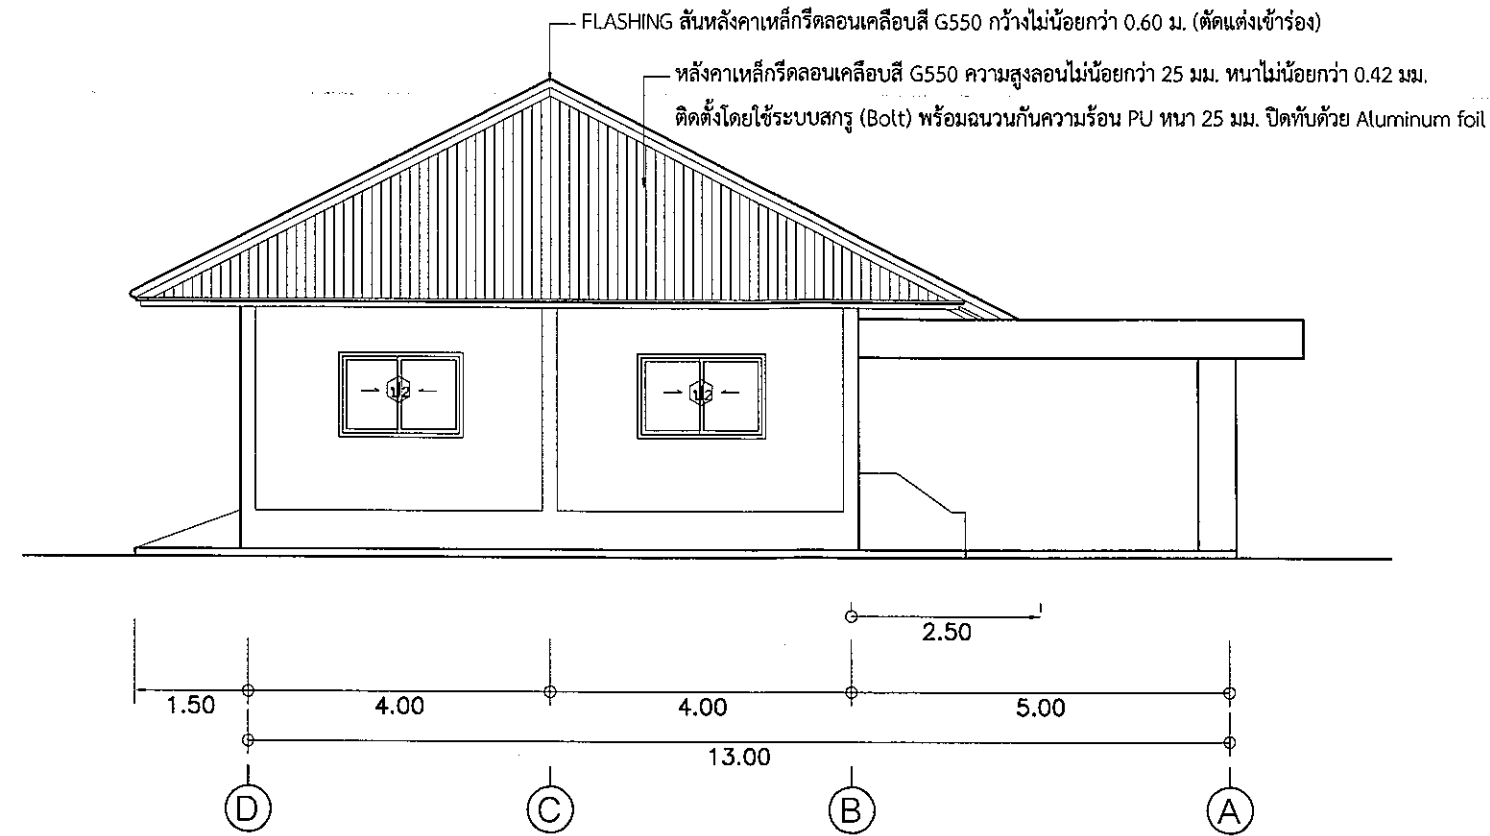 FLASHING สันหลังคาเหล็กรีดลอนเคลือบสี G550 กว้างไม่น้อยกว่า 0.60 ม. (ตัดแต่งเข้าร่อง)
หลังคาเหล็กรีดลอนเคลือบสี G550 ความสูงลอนไม่น้อยกว่า 25 มม. หนาไม่น้อยกว่า 0.42 มม.
ติดตั้งโดยใช้ระบบสกรู (Bolt) พร้อมฉนวนกันความร้อน PU หนา 25 มม. ปิดทับด้วย Aluminum foil
น2 น2
2.50
1.50 4.00 4.00 5.00
13.00
D C B A